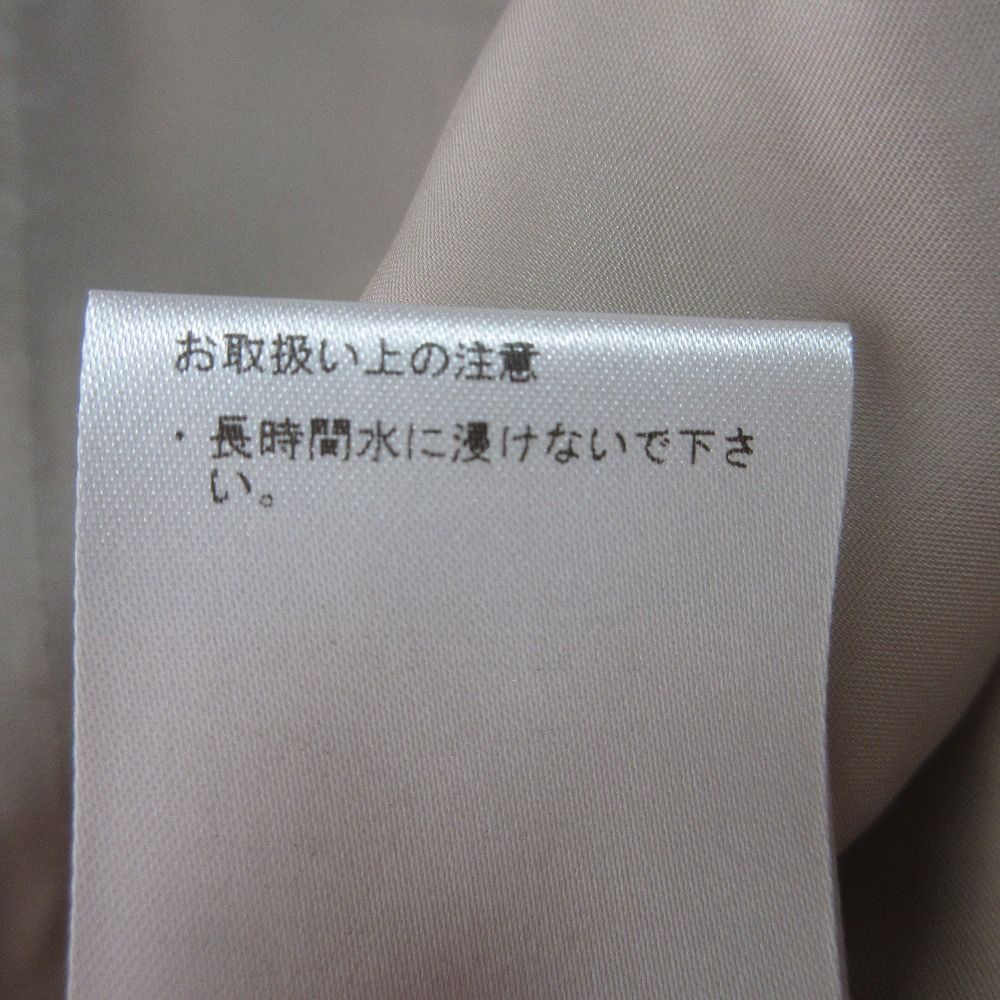 お取扱い上の注意
・長時間水に浸けないで下さ
い。